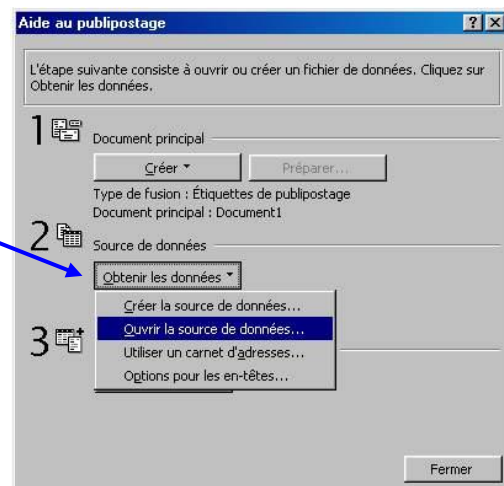 Aide au publipostage
L'étape suivante consiste à ouvrir ou créer un fichier de données. Cliquez sur
Obtenir les données.
1
Document principal
Créer
Préparer...
Type de fusion : Étiquettes de publipostage
Document principal : Document1
2
Source de données
Obtenir les données
Créer la source de données...
Ouvrir la source de données...
3
Utiliser un carnet d'adresses...
Options pour les en-têtes...
Fermer